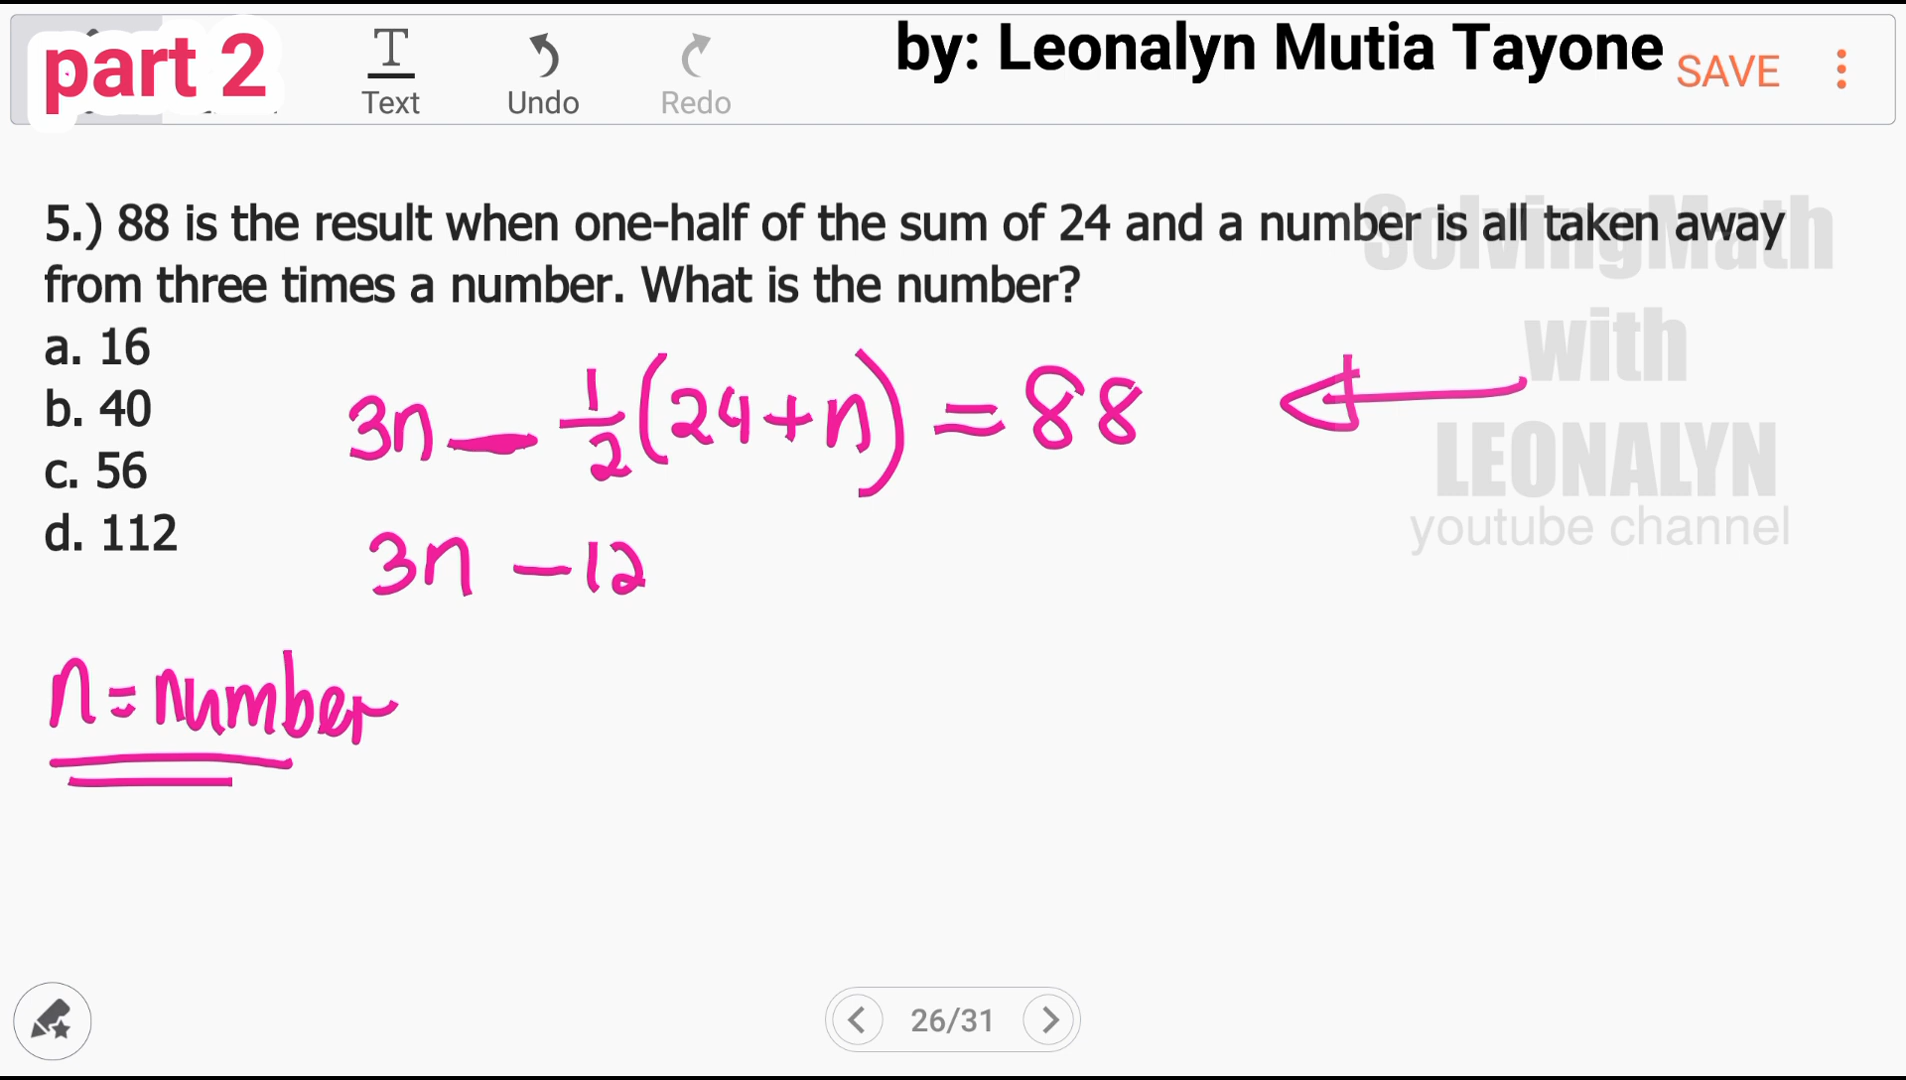 part 2
T
Text
Undo
Redo
by: Leonalyn Mutia Tayone
SAVE
5.) 88 is the result when one-half of the sum of 24 and a number is all taken away
from three times a number. What is the number?
a. 16
b. 40
c. 56
d. 112
3n - 1/2 (24+n) = 88
3n - 12
n = number
SolvingMath
with
LEONALYN
youtube channel
26/31